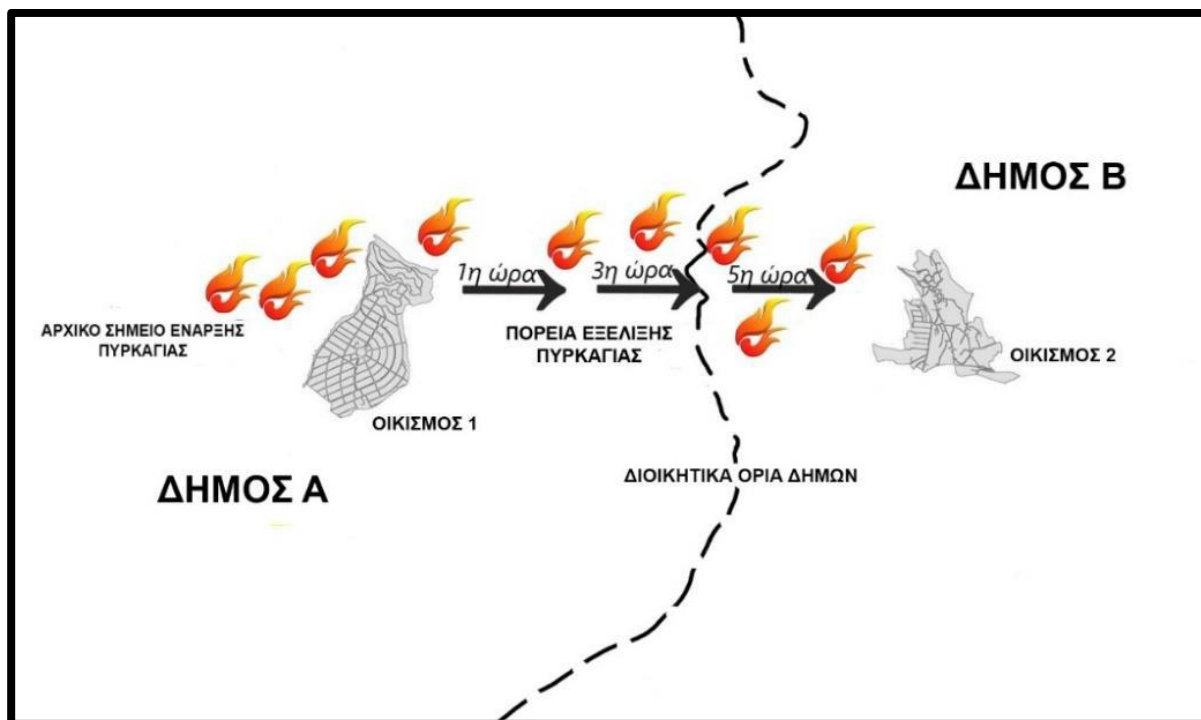 ΔΗΜΟΣ Β
1η ώρα
3η ώρα
5η ώρα
ΑΡΧΙΚΟ ΣΗΜΕΙΟ ΕΝΑΡΞΗΣ
ΠΥΡΚΑΓΙΑΣ
ΠΟΡΕΙΑ ΕΞΕΛΙΞΗΣ
ΠΥΡΚΑΓΙΑΣ
ΟΙΚΙΣΜΟΣ 2
ΟΙΚΙΣΜΟΣ 1
ΔΙΟΙΚΗΤΙΚΑ ΟΡΙΑ ΔΗΜΩΝ
ΔΗΜΟΣ Α